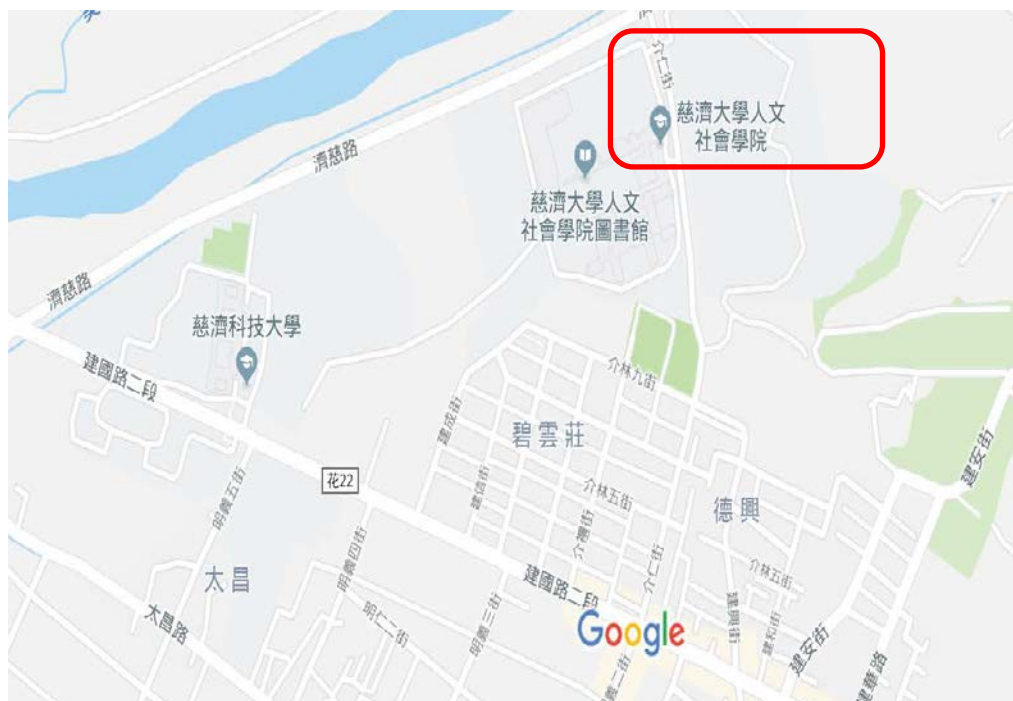 介仁街
慈濟大學人文
社會學院
濟慈路
慈濟大學人文
社會學院圖書館
濟慈路
慈濟科技大學
建國路二段
介林九街
建成街
碧雲莊
建安街
花22
建信街
介林五街
德興
明義五街
介禮街
明義四街
介仁街
介林五街
太昌
建國路二段
建興街
建和街
明仁二街
明義三街
太昌路
Google
建安街
義二街
建華路